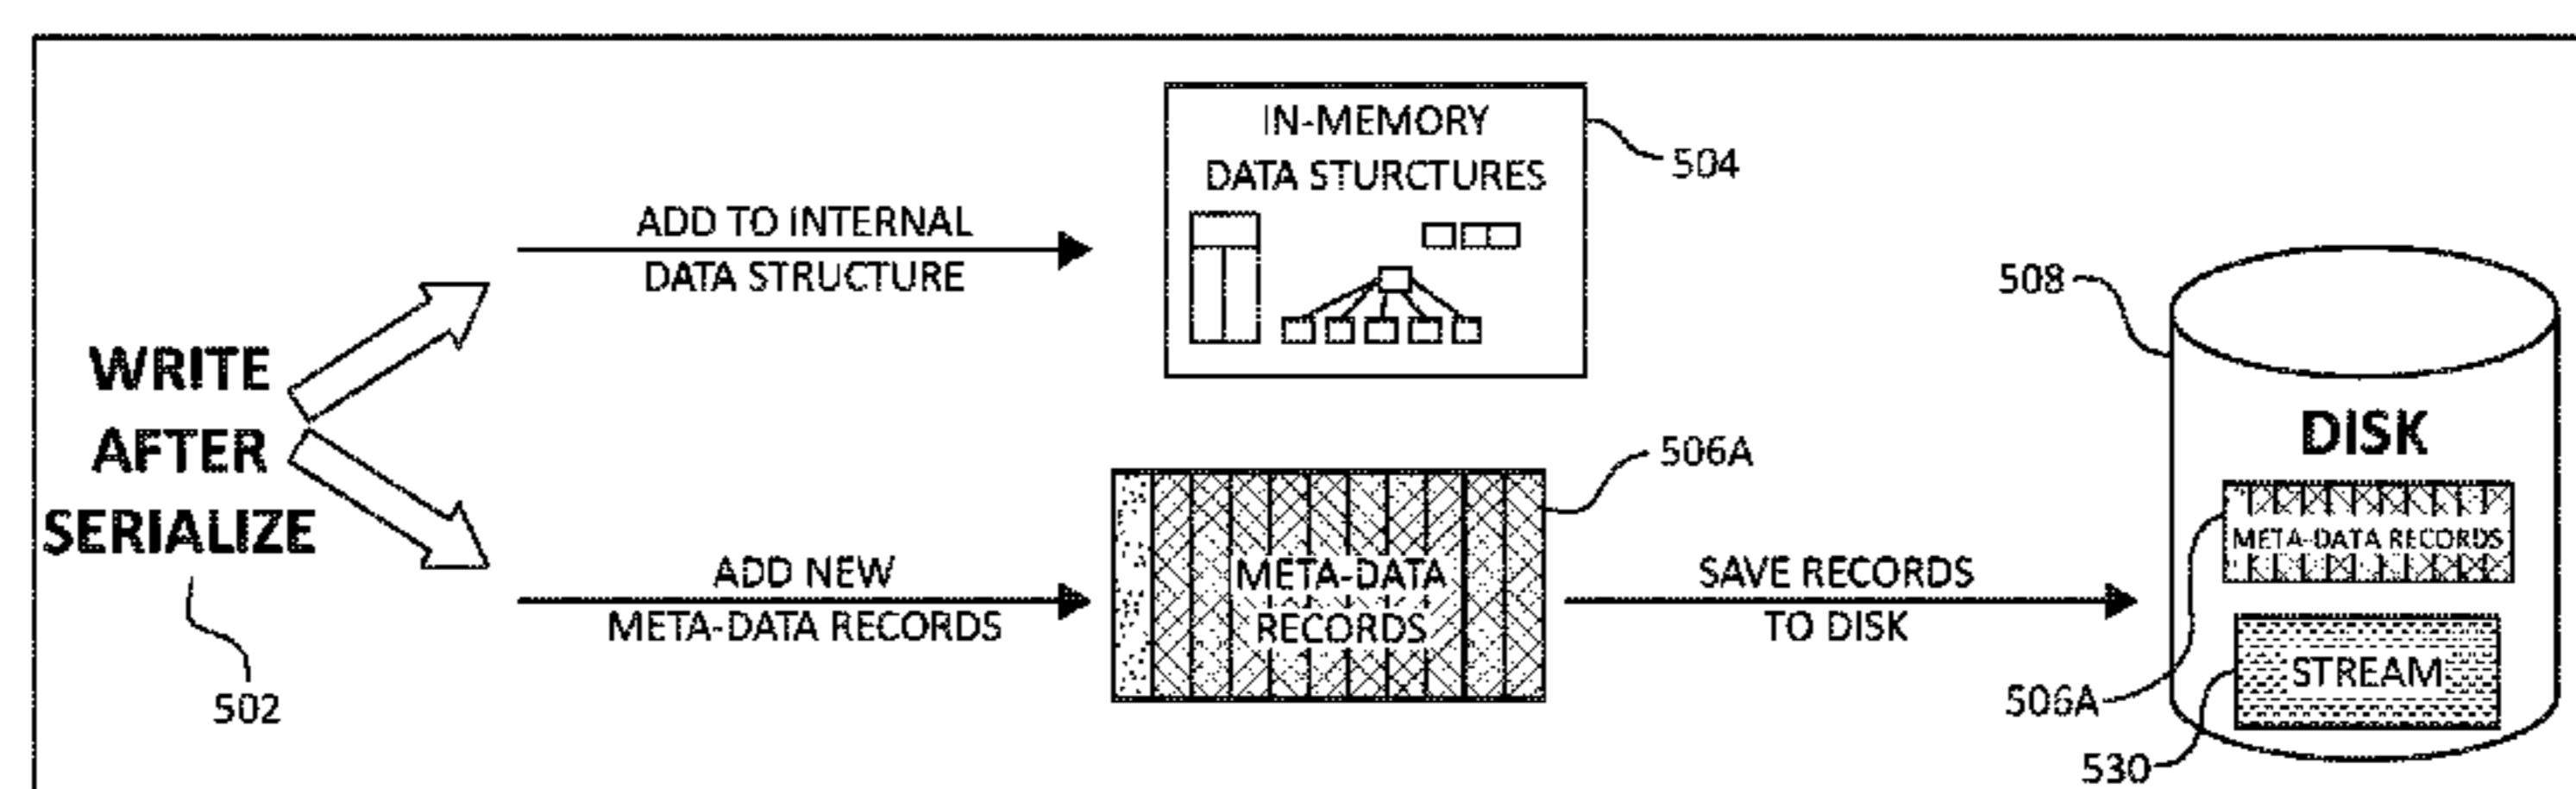 IN-MEMORY
DATA STURCTURES
504
ADD TO INTERNAL
DATA STRUCTURE
508
WRITE
AFTER
SERIALIZE
502
506A
ADD NEW
META-DATA RECORDS
META-DATA
RECORDS
SAVE RECORDS
TO DISK
DISK
META-DATA RECORDS
506A
STREAM
530